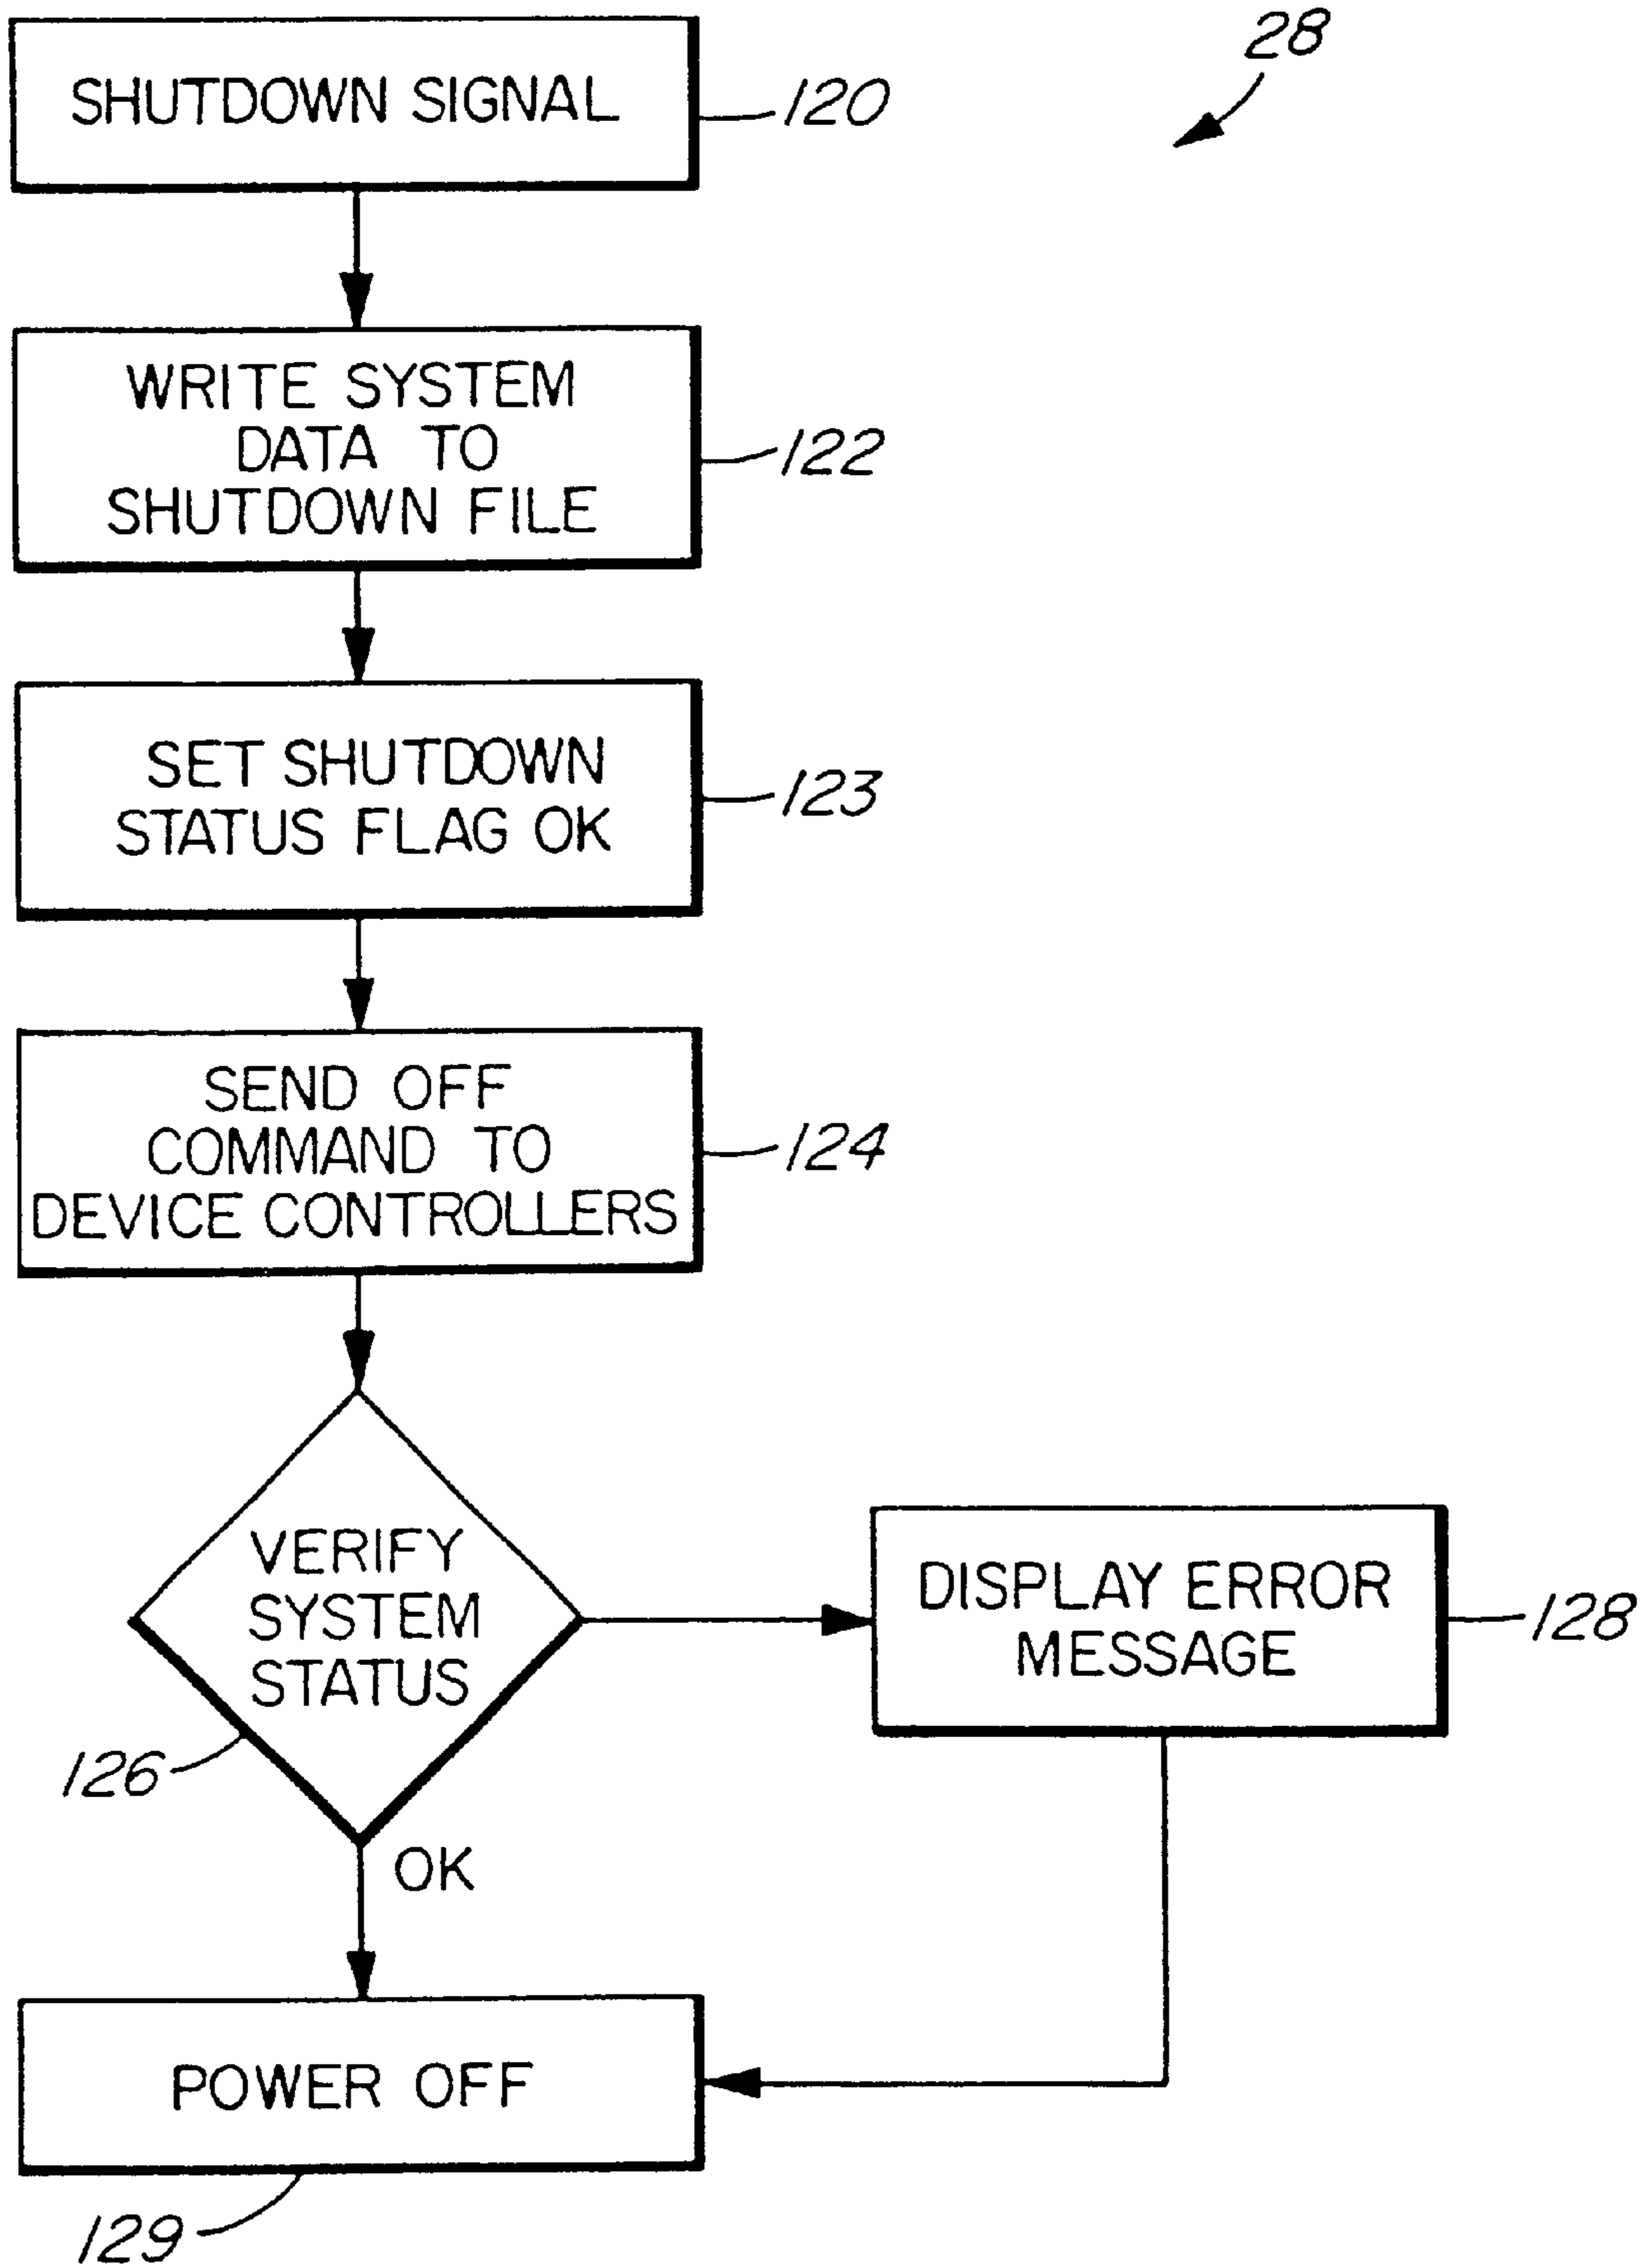 28
SHUTDOWN SIGNAL
120
WRITE SYSTEM
DATA TO
SHUTDOWN FILE
122
SET SHUTDOWN
STATUS FLAG OK
123
SEND OFF
COMMAND TO
DEVICE CONTROLLERS
124
VERIFY
SYSTEM
STATUS
126
DISPLAY ERROR
MESSAGE
128
OK
POWER OFF
129